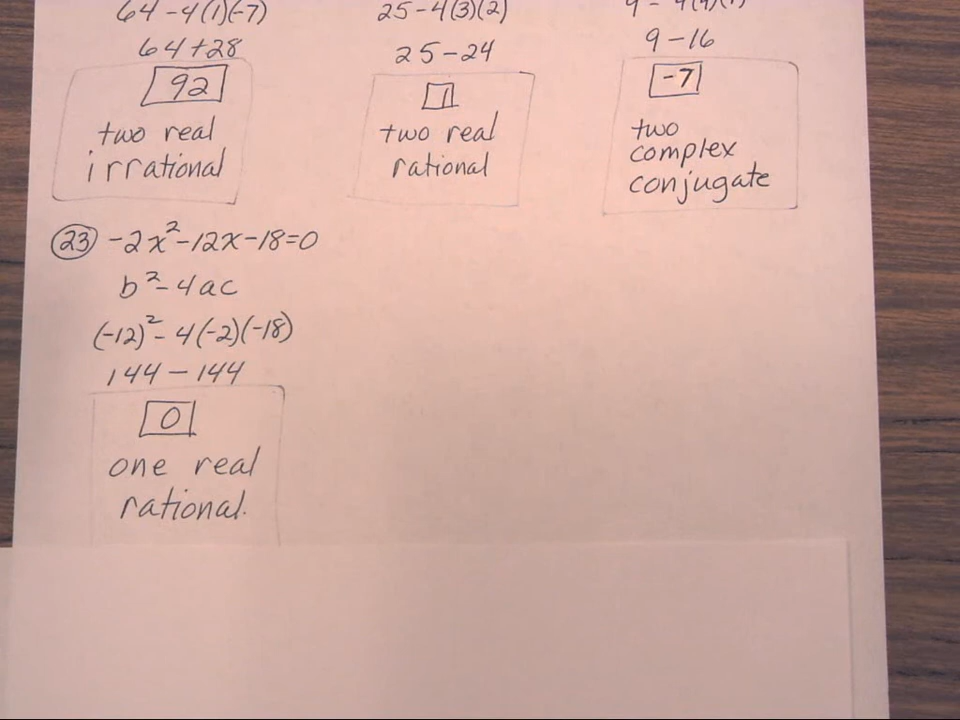 64-4(1)(-7)
64+28
92
two real
irrational
25-4(3)(2)
25-24
1
two real
rational
9-16
-7
two
complex
conjugate
23 -2x²-12x-18=0
b²-4ac
(-12)²-4(-2)(-18)
144-144
0
one real
rational.